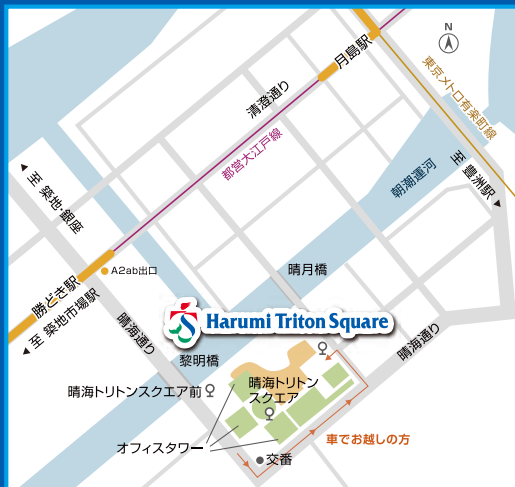 N
月島駅
清澄通り
東京メトロ有楽町線
都営大江戸線
朝潮運河
至 豊洲駅
至 築地・銀座
A2ab出口
勝どき駅
至 築地市場駅
晴月橋
晴海通り
Harumi Triton Square
晴海通り
黎明橋
晴海トリトンスクエア前
晴海トリトン
スクエア
オフィスタワー
車でお越しの方
交番